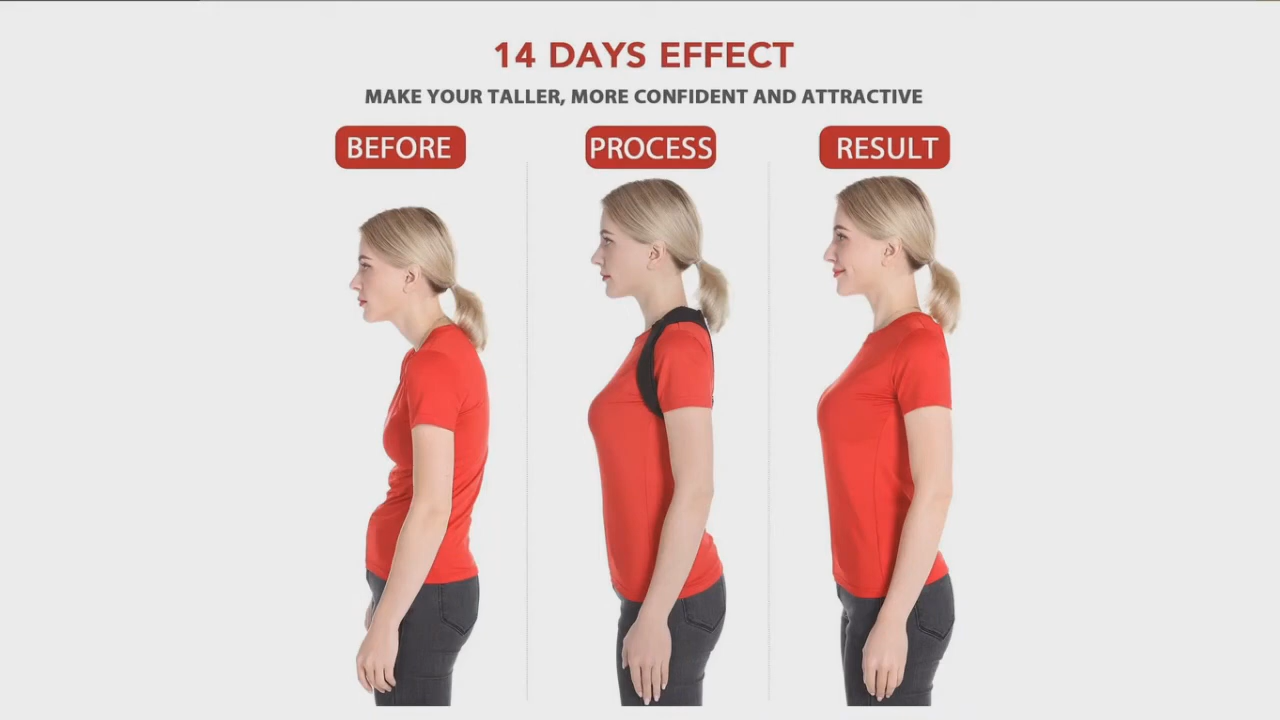 14 DAYS EFFECT
MAKE YOUR TALLER, MORE CONFIDENT AND ATTRACTIVE
BEFORE
PROCESS
RESULT